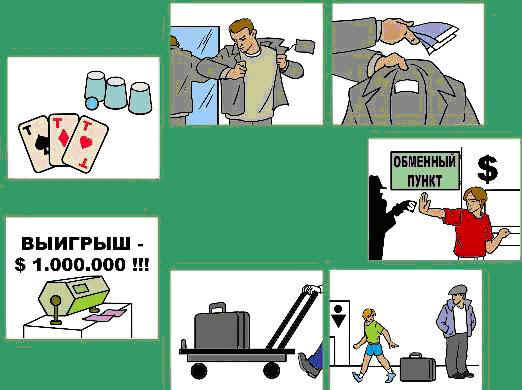 Т Т Т
ОБМЕННЫЙ
ПУНКТ
$
ВЫИГРЫШ -
$ 1.000.000 !!!